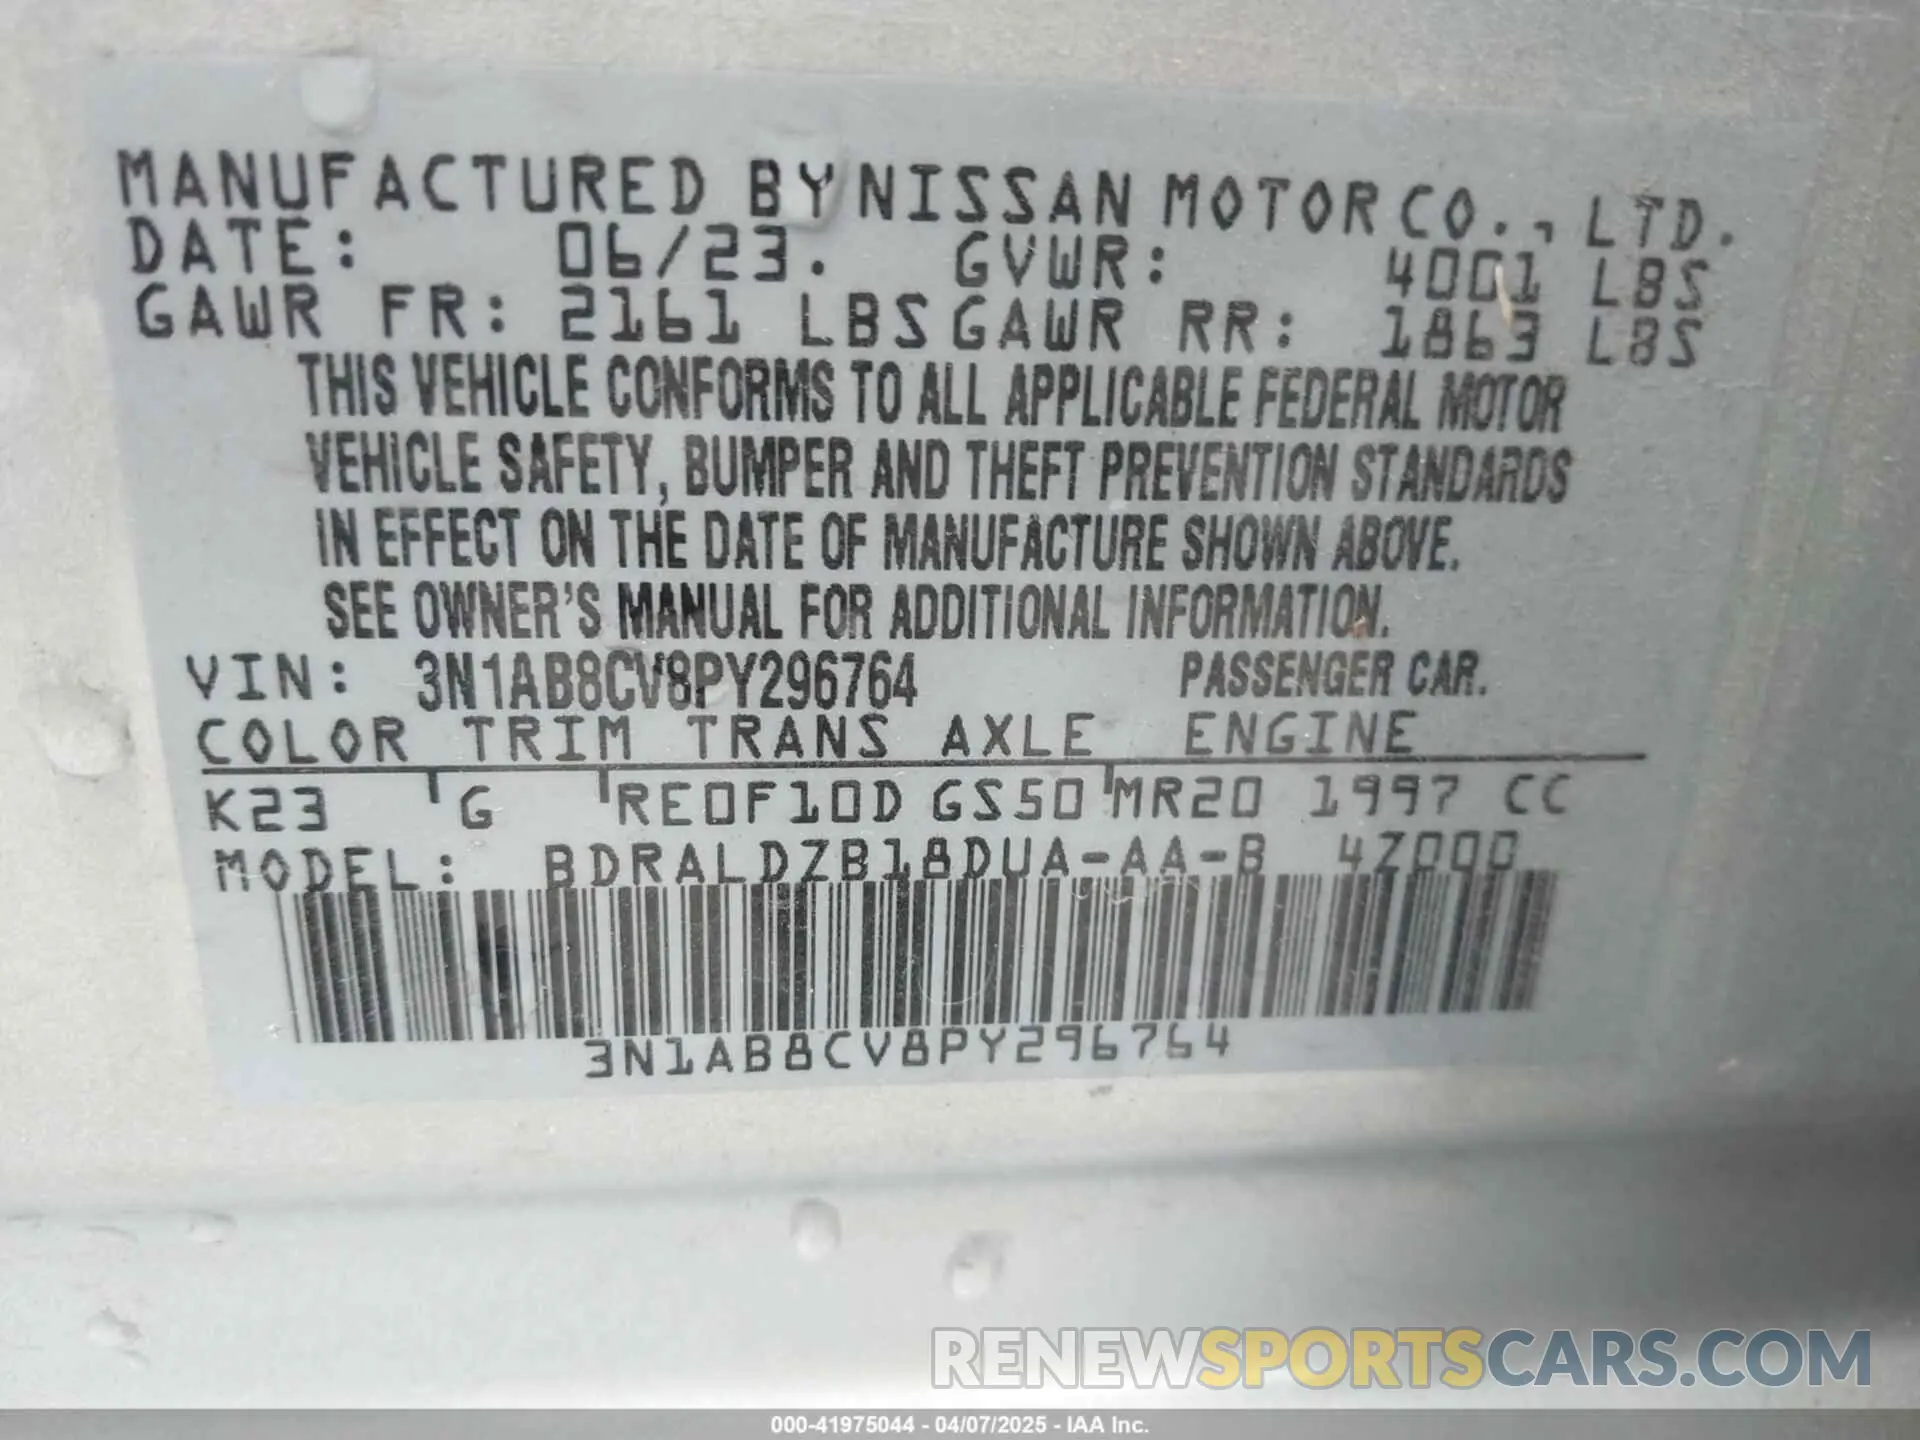 MANUFACTURED BY NISSAN MOTOR CO., LTD.
DATE: 06/23. GVWR: 4001 LBS
GAWR FR: 2161 LBS GAWR RR: 1863 LBS
THIS VEHICLE CONFORMS TO ALL APPLICABLE FEDERAL MOTOR
VEHICLE SAFETY, BUMPER AND THEFT PREVENTION STANDARDS
IN EFFECT ON THE DATE OF MANUFACTURE SHOWN ABOVE.
SEE OWNER'S MANUAL FOR ADDITIONAL INFORMATION.
VIN: 3N1AB8CV8PY296764 PASSENGER CAR.
COLOR TRIM TRANS AXLE ENGINE
K23 G RE0F10D GS50 MR20 1997 CC
MODEL: BDRALDZB18DUA-AA-B 4Z000
3N1AB8CV8PY296764
RENEWSPORTSCARS.COM
000-41975044 - 04/07/2025 - IAA Inc.